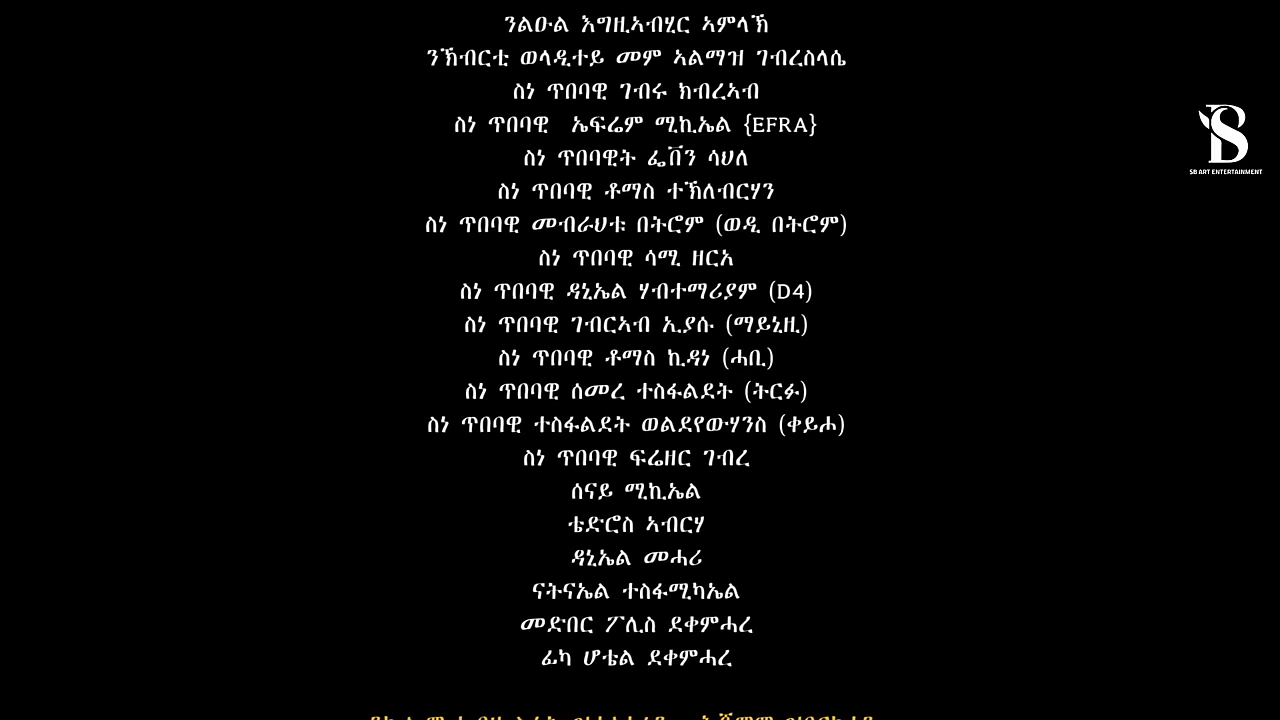 ንልዑል እግዚኣብሂር ኣምላኽ
ንኽብርቲ ወላዲተይ መም ኣልማዝ ገብረስላሴ
ስነ ጥበባዊ ገብሩ ክብረኣብ
ስነ ጥበባዊ ኤፍሬም ሚኪኤል {EFRA}
ስነ ጥበባዊት ፌቨን ሳህለ
ስነ ጥበባዊ ቶማስ ተኽለብርሃን
ስነ ጥበባዊ መብራህቱ በትሮም (ወዲ በትሮም)
ስነ ጥበባዊ ሳሚ ዘርአ
ስነ ጥበባዊ ዳኒኤል ሃብተማሪያም (D4)
ስነ ጥበባዊ ገብርኣብ ኢያሱ (ማይኒዚ)
ስነ ጥበባዊ ቶማስ ኪዳነ (ሓቢ)
ስነ ጥበባዊ ሰመረ ተስፋልደት (ትርፉ)
ስነ ጥበባዊ ተስፋልደት ወልደየውሃንስ (ቀይሖ)
ስነ ጥበባዊ ፍሬዘር ገብረ
ሰናይ ሚኪኤል
ቴድሮስ ኣብርሃ
ዳኒኤል መሓሪ
ናትናኤል ተስፋሚካኤል
መድበር ፖሊስ ደቀምሓረ
ፊካ ሆቴል ደቀምሓረ
SB ART ENTERTAINMENT